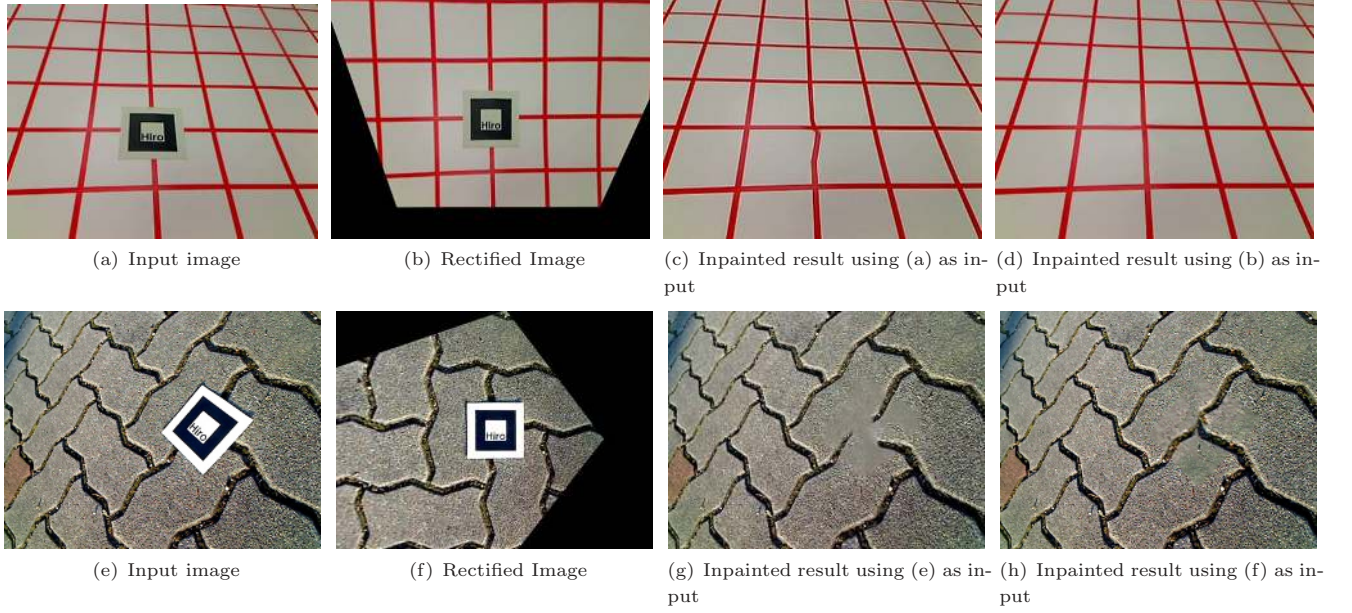 Hiro
Hiro
(a) Input image
(b) Rectified Image
(c) Inpainted result using (a) as in-
put
(d) Inpainted result using (b) as in-
put
Hiro
Hiro
(e) Input image
(f) Rectified Image
(g) Inpainted result using (e) as in-
put
(h) Inpainted result using (f) as in-
put